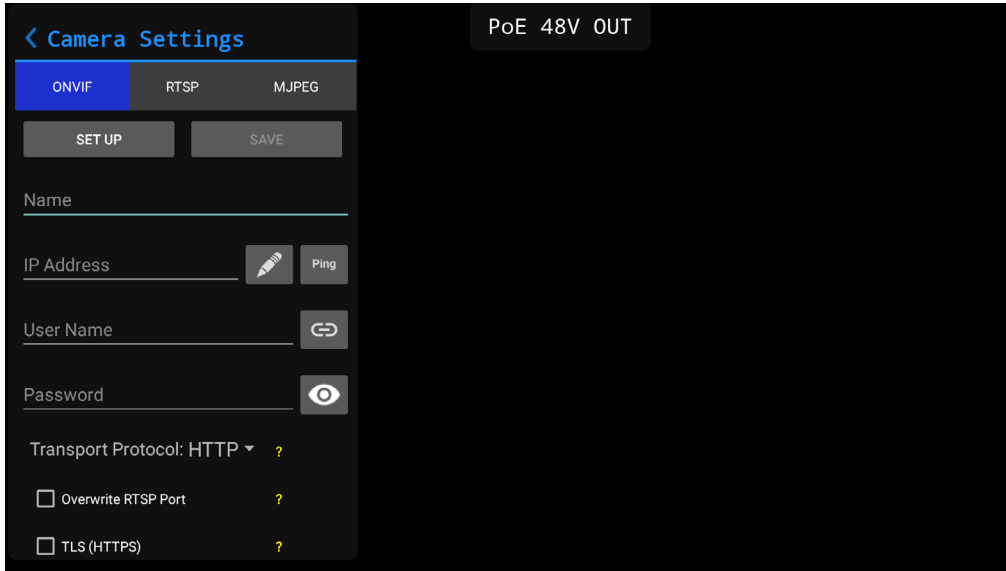 Camera Settings
PoE 48V OUT
ONVIF RTSP MJPEG
SET UP SAVE
Name
IP Address Ping
User Name
Password
Transport Protocol: HTTP ?
Overwrite RTSP Port ?
TLS (HTTPS) ?